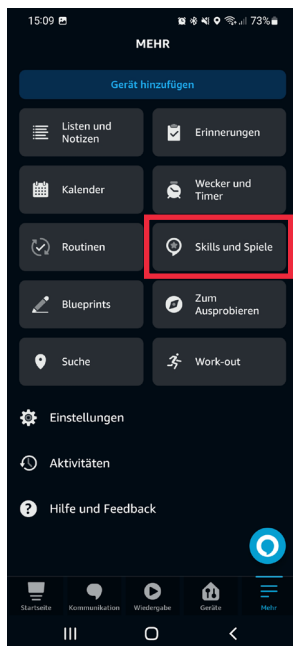 15:09
73%
MEHR
Gerät hinzufügen
Listen und
Notizen
Erinnerungen
Kalender
Wecker und
Timer
Routinen
Skills und Spiele
Blueprints
Zum
Ausprobieren
Suche
Work-out
Einstellungen
Aktivitäten
Hilfe und Feedback
Startseite Kommunikation Wiedergabe Geräte Mehr